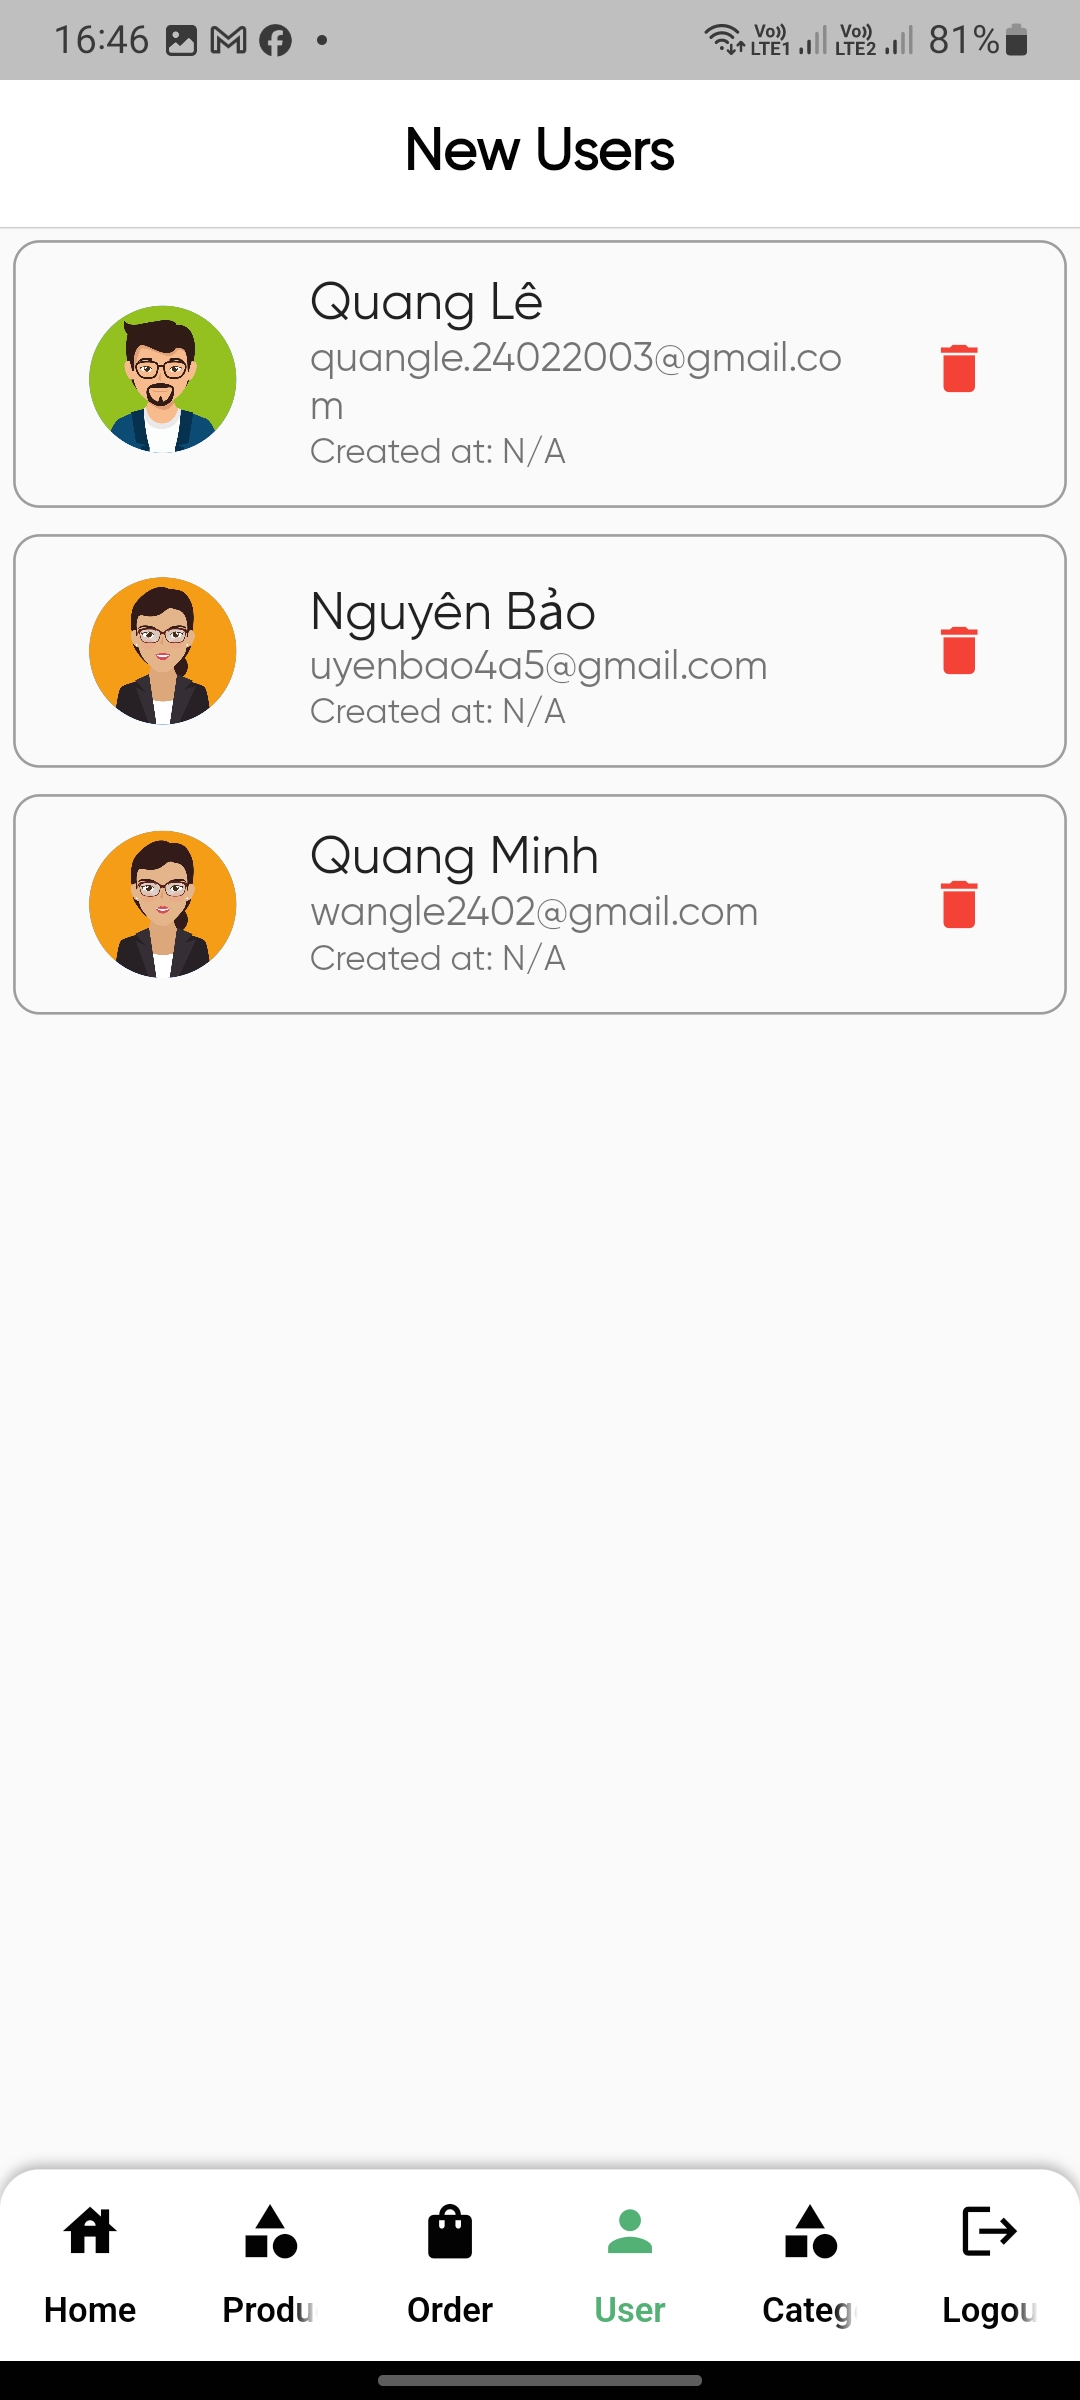 16:46 Vo)) LTE1 Vo)) LTE2 81%
New Users
Quang Lê
quangle.24022003@gmail.co
m
Created at: N/A
Nguyên Bảo
uyenbao4a5@gmail.com
Created at: N/A
Quang Minh
wangle2402@gmail.com
Created at: N/A
Home Produ Order User Categ Logou